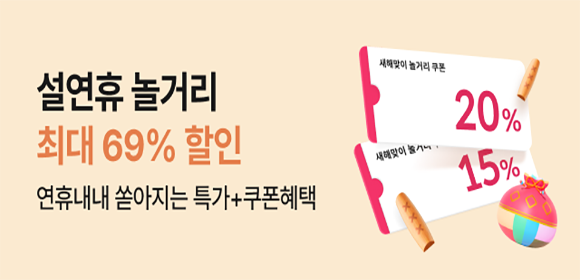 설연휴 놀거리
최대 69% 할인
연휴내내 쏟아지는 특가+쿠폰혜택
새해맞이 놀거리 쿠폰
20%
새해맞이 놀거리
15%